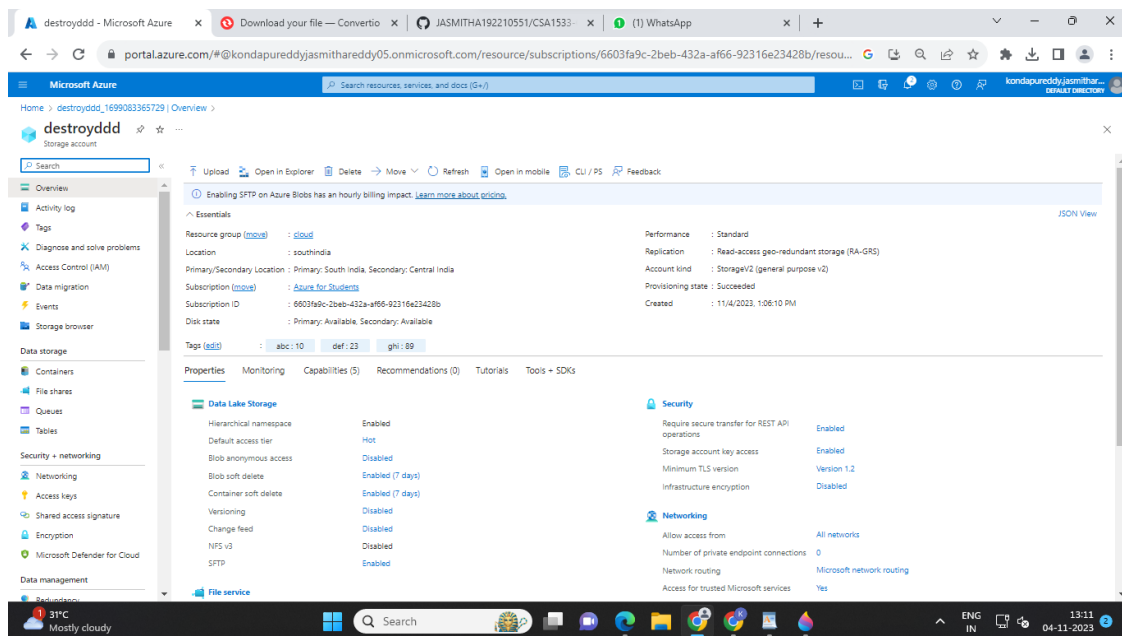 destroyddd - Microsoft Azure
Download your file — Convertio
JASMITHA192210551/CSA1533-
(1) WhatsApp
portal.azure.com/#@kondapureddyjasmithareddy05.onmicrosoft.com/resource/subscriptions/6603fa9c-2beb-432a-af66-92316e23428b/resou...
Microsoft Azure
Search resources, services, and docs (G+/)
kondapureddy.jasmithar...
DEFAULT DIRECTORY
Home > destroyddd_1699083365729 | Overview >
destroyddd
Storage account
Search
Overview
Activity log
Tags
Diagnose and solve problems
Access Control (IAM)
Data migration
Events
Storage browser
Data storage
Containers
File shares
Queues
Tables
Security + networking
Networking
Access keys
Shared access signature
Encryption
Microsoft Defender for Cloud
Data management
Redundancy
Upload Open in Explorer Delete Move Refresh Open in mobile CLI / PS Feedback
Enabling SFTP on Azure Blobs has an hourly billing impact. Learn more about pricing.
Essentials
JSON View
Resource group (move) : cloud
Location : southindia
Primary/Secondary Location : Primary: South India, Secondary: Central India
Subscription (move) : Azure for Students
Subscription ID : 6603fa9c-2beb-432a-af66-92316e23428b
Disk state : Primary: Available, Secondary: Available
Performance : Standard
Replication : Read-access geo-redundant storage (RA-GRS)
Account kind : StorageV2 (general purpose v2)
Provisioning state : Succeeded
Created : 11/4/2023, 1:06:10 PM
Tags (edit) : abc : 10 def : 23 ghi : 89
Properties Monitoring Capabilities (5) Recommendations (0) Tutorials Tools + SDKs
Data Lake Storage
Hierarchical namespace Enabled
Default access tier Hot
Blob anonymous access Disabled
Blob soft delete Enabled (7 days)
Container soft delete Enabled (7 days)
Versioning Disabled
Change feed Disabled
NFS v3 Disabled
SFTP Enabled
File service
Security
Require secure transfer for REST API
operations Enabled
Storage account key access Enabled
Minimum TLS version Version 1.2
Infrastructure encryption Disabled
Networking
Allow access from All networks
Number of private endpoint connections 0
Network routing Microsoft network routing
Access for trusted Microsoft services Yes
1
31°C
Mostly cloudy
Search
ENG
IN
13:11
04-11-2023
2